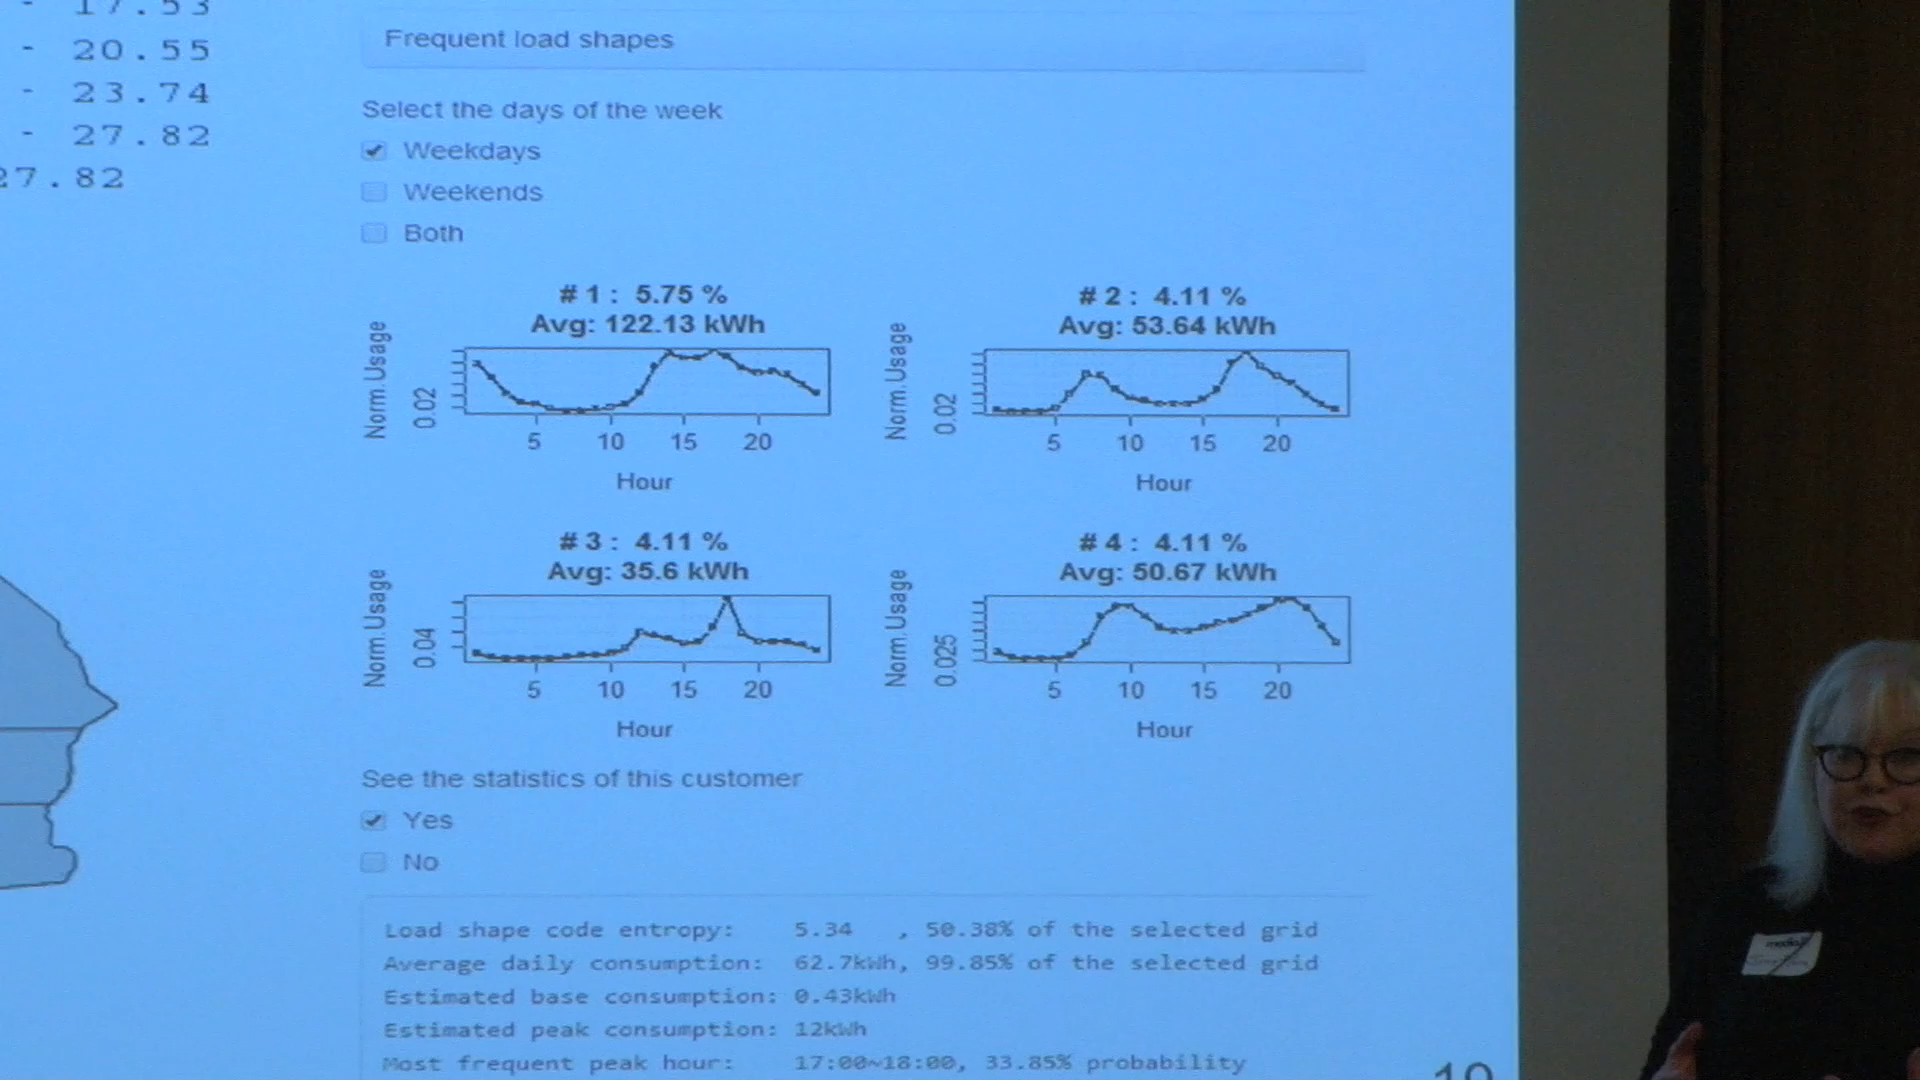 17.53
- 20.55
- 23.74
- 27.82
27.82
Frequent load shapes
Select the days of the week
Weekdays
Weekends
Both
# 1 : 5.75 %
Avg: 122.13 kWh
Norm.Usage
0.02
5 10 15 20
Hour
# 2 : 4.11 %
Avg: 53.64 kWh
Norm.Usage
0.02
5 10 15 20
Hour
# 3 : 4.11 %
Avg: 35.6 kWh
Norm.Usage
0.04
5 10 15 20
Hour
# 4 : 4.11 %
Avg: 50.67 kWh
Norm.Usage
0.025
5 10 15 20
Hour
See the statistics of this customer
Yes
No
Load shape code entropy: 5.34 , 50.38% of the selected grid
Average daily consumption: 62.7kWh, 99.85% of the selected grid
Estimated base consumption: 0.43kWh
Estimated peak consumption: 12kWh
Most frequent peak hour: 17:00~18:00, 33.85% probability